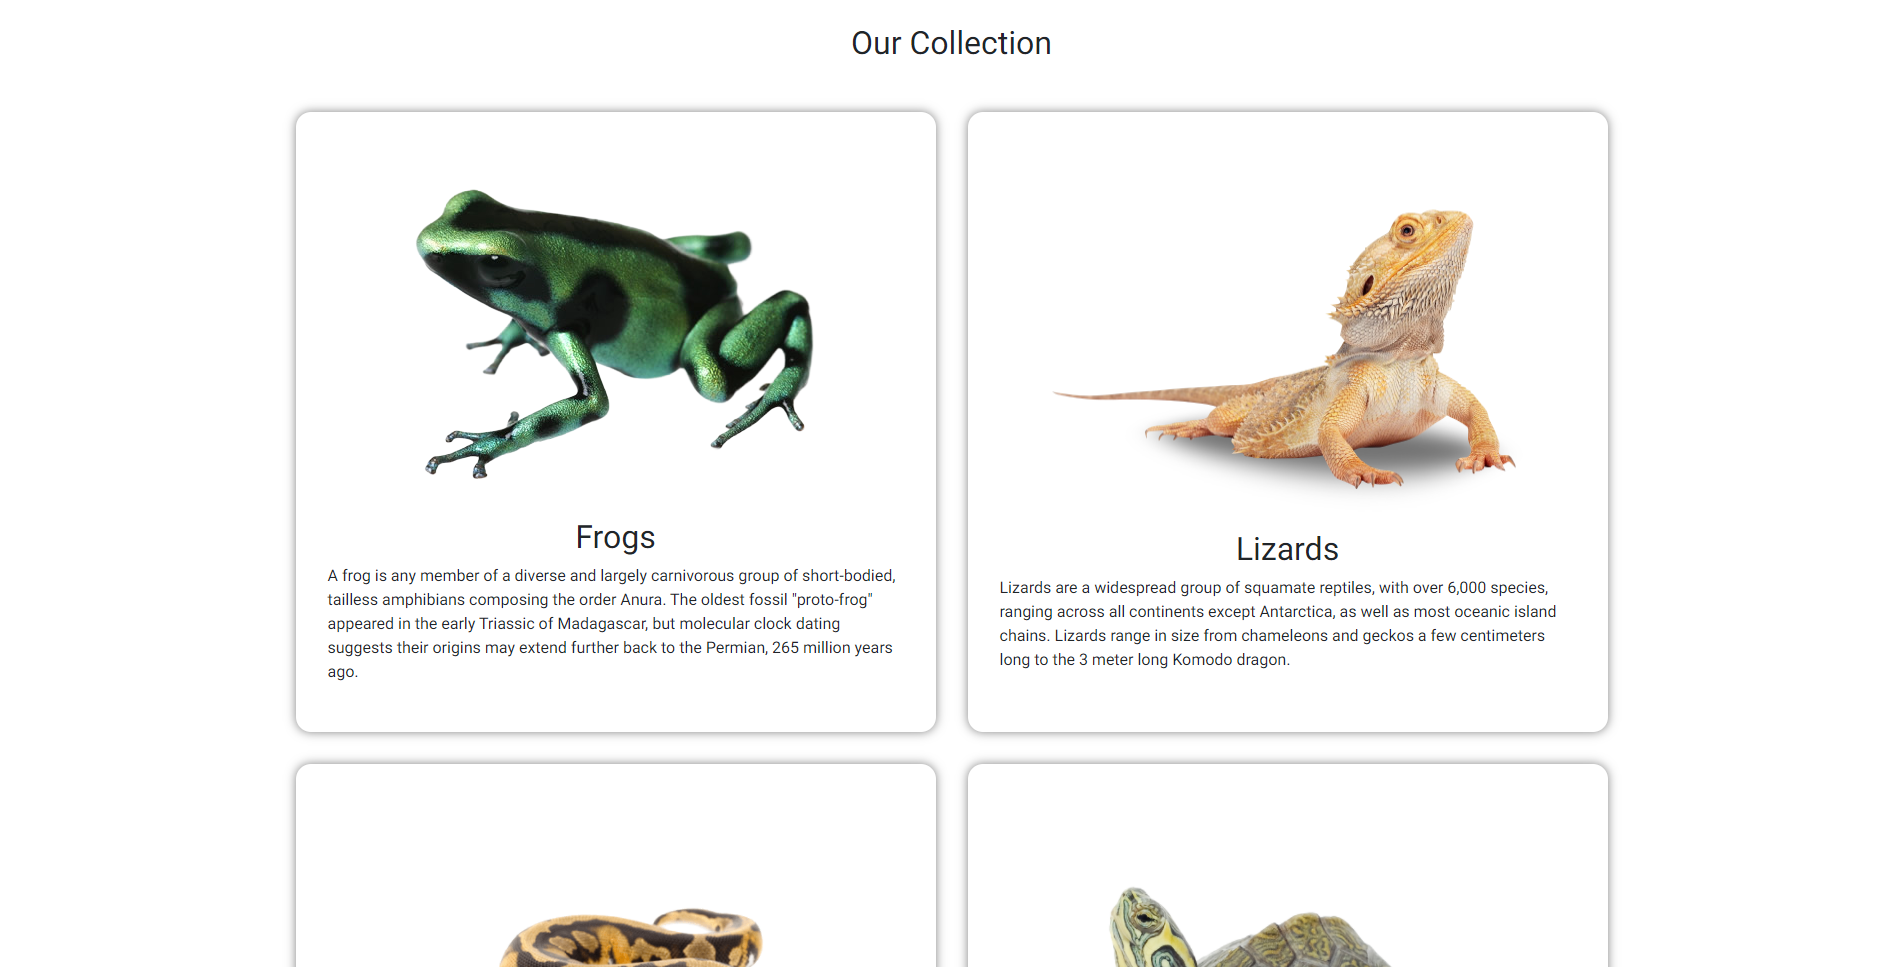 Our Collection
Frogs
A frog is any member of a diverse and largely carnivorous group of short-bodied,
tailless amphibians composing the order Anura. The oldest fossil "proto-frog"
appeared in the early Triassic of Madagascar, but molecular clock dating
suggests their origins may extend further back to the Permian, 265 million years
ago.
Lizards
Lizards are a widespread group of squamate reptiles, with over 6,000 species,
ranging across all continents except Antarctica, as well as most oceanic island
chains. Lizards range in size from chameleons and geckos a few centimeters
long to the 3 meter long Komodo dragon.